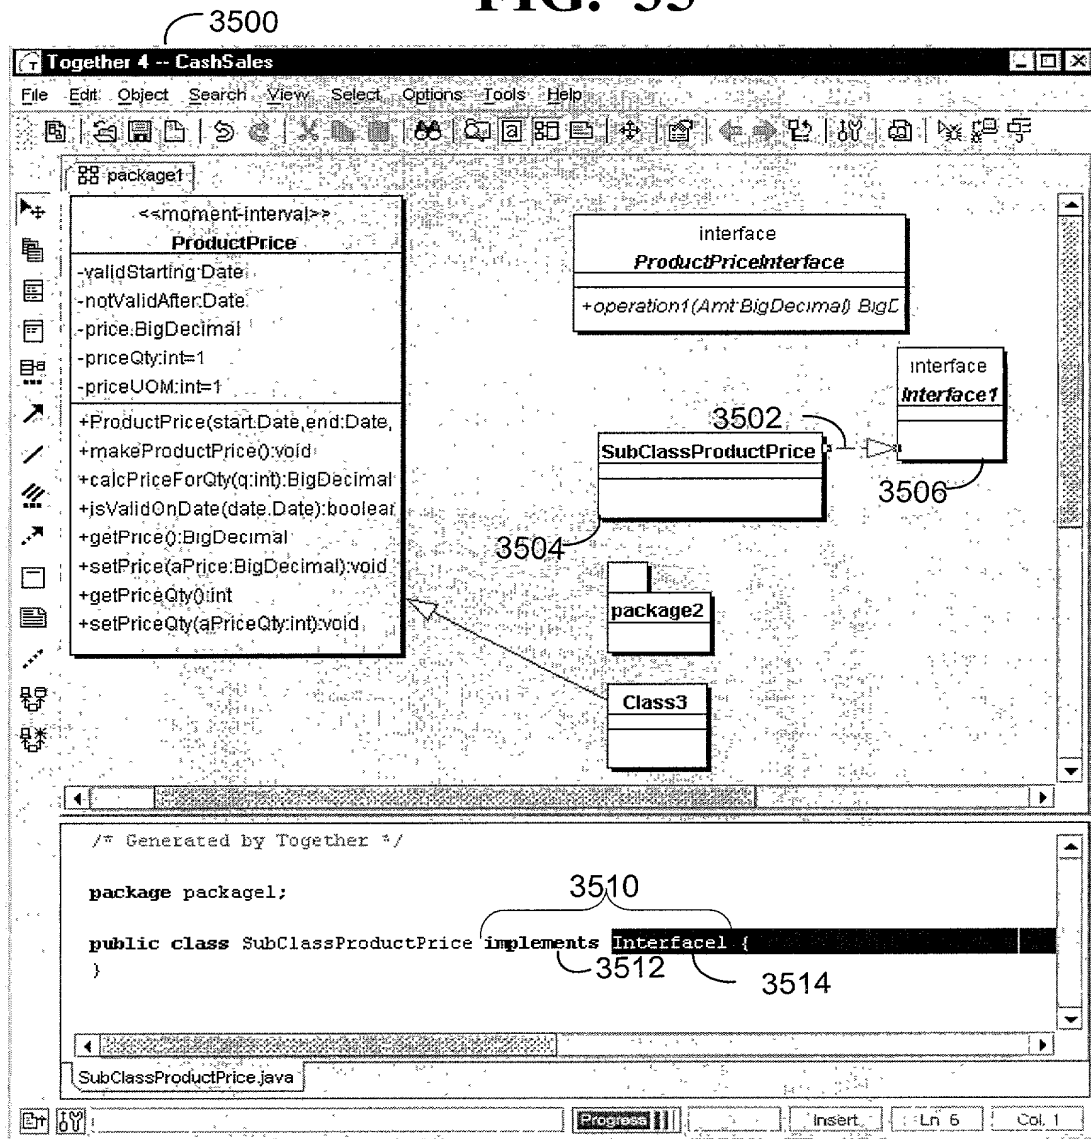 FIG. 35
3500
Together 4 -- CashSales
File Edit Object Search View Select Options Tools Help
package1
<<moment-interval>>
ProductPrice
-validStarting:Date
-notValidAfter:Date
-price:BigDecimal
-priceQty:int=1
-priceUOM:int=1
+ProductPrice(start:Date,end:Date,
+makeProductPrice():void
+calcPriceForQty(q:int):BigDecimal
+isValidOnDate(date:Date):boolear
+getPrice():BigDecimal
+setPrice(aPrice:BigDecimal):void
+getPriceQty():int
+setPriceQty(aPriceQty:int):void
interface
ProductPriceInterface
+operation1(Amt:BigDecimal) BigD
interface
Interface1
3502
SubClassProductPrice
3506
3504
package2
Class3
/* Generated by Together */
package package1;
3510
public class SubClassProductPrice implements Interface1 {
}
3512
3514
SubClassProductPrice.java
Progress
Insert
Ln 6
Col. 1